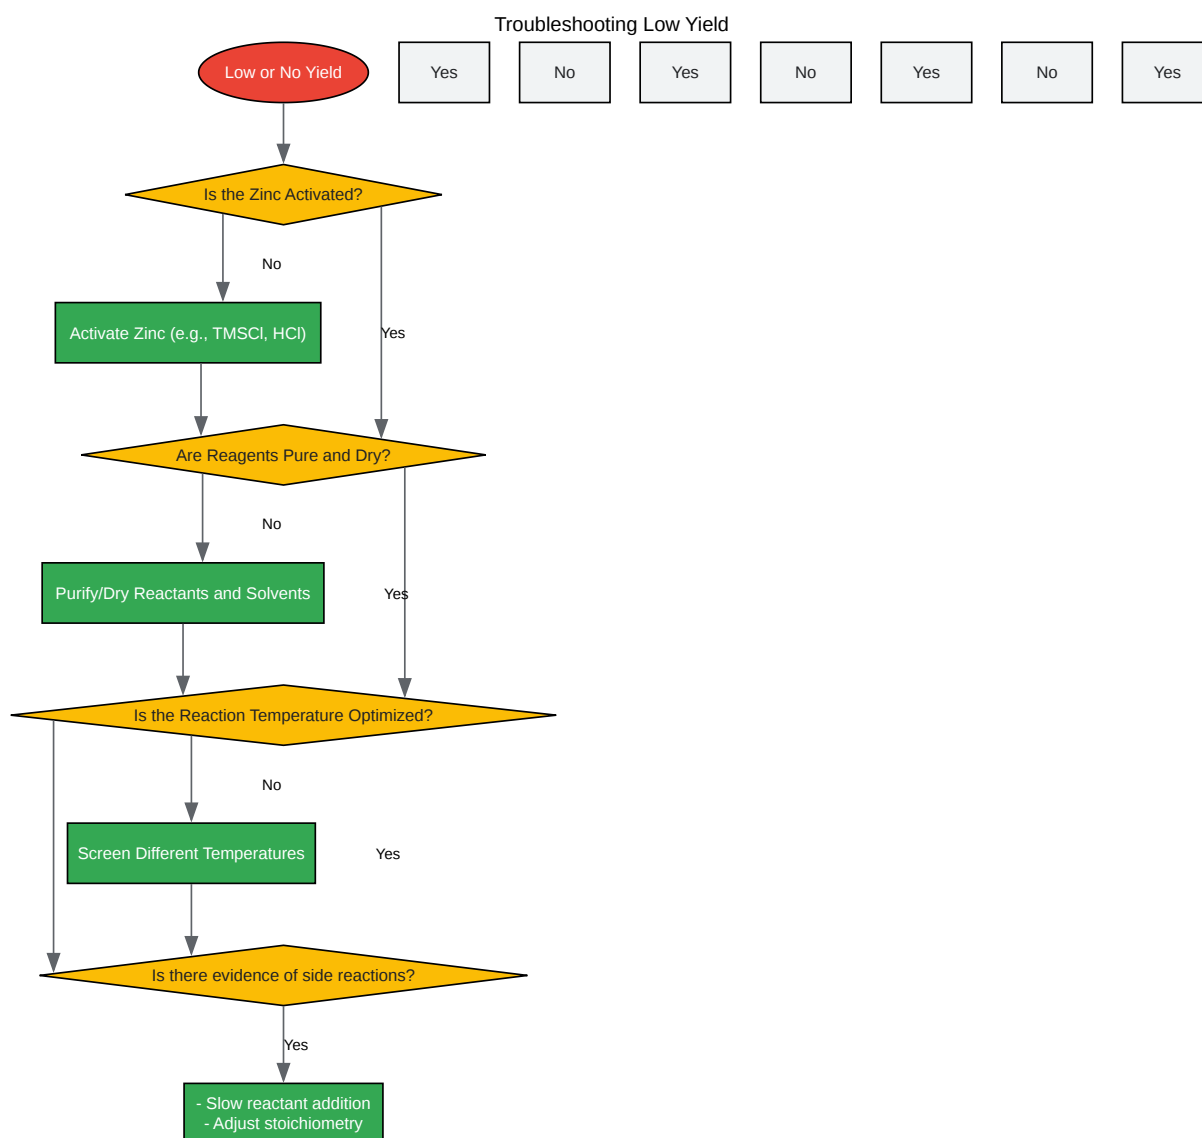 Troubleshooting Low Yield
Low or No Yield
Yes
No
Yes
No
Yes
No
Yes
Is the Zinc Activated?
No
Activate Zinc (e.g., TMSCl, HCl)
Yes
Are Reagents Pure and Dry?
No
Purify/Dry Reactants and Solvents
Yes
Is the Reaction Temperature Optimized?
No
Screen Different Temperatures
Yes
Is there evidence of side reactions?
Yes
- Slow reactant addition
- Adjust stoichiometry